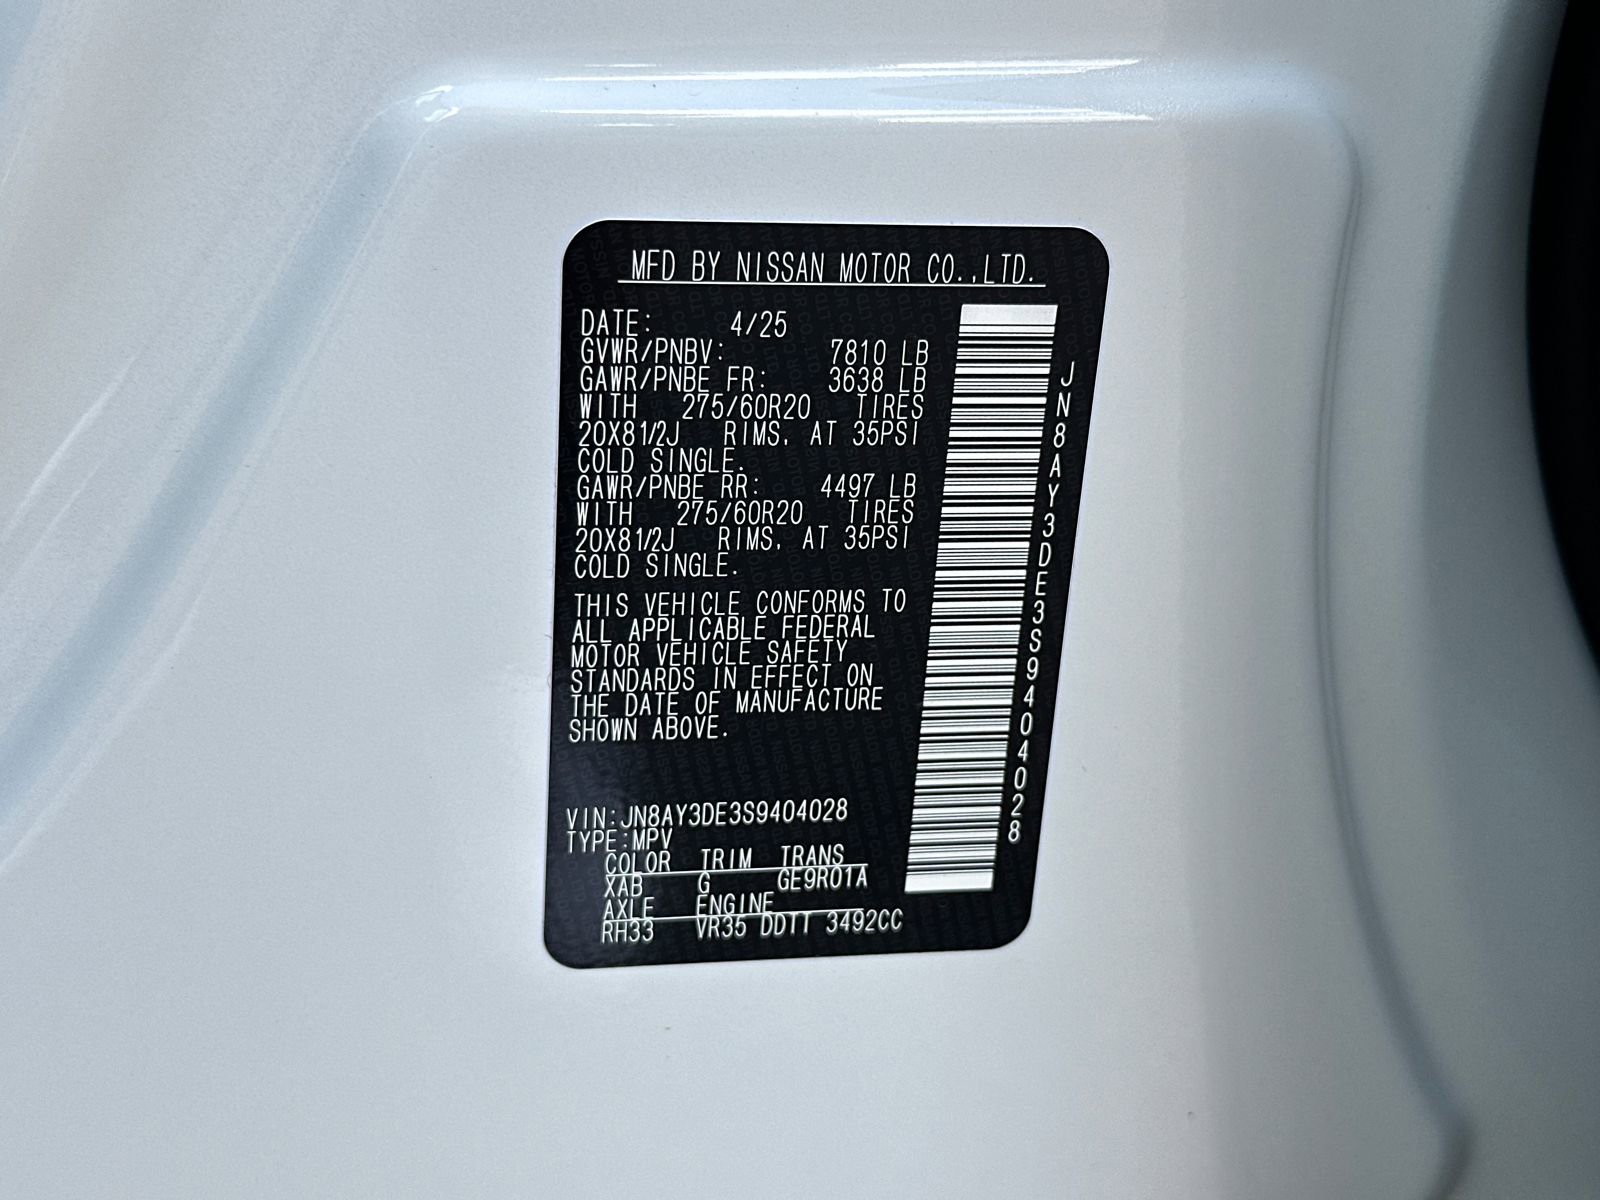 MFD BY NISSAN MOTOR CO.,LTD.
DATE: 4/25
GVWR/PNBV: 7810 LB
GAWR/PNBE FR: 3638 LB
WITH 275/60R20 TIRES
20X81/2J RIMS, AT 35PSI
COLD SINGLE.
GAWR/PNBE RR: 4497 LB
WITH 275/60R20 TIRES
20X81/2J RIMS, AT 35PSI
COLD SINGLE.
THIS VEHICLE CONFORMS TO
ALL APPLICABLE FEDERAL
MOTOR VEHICLE SAFETY
STANDARDS IN EFFECT ON
THE DATE OF MANUFACTURE
SHOWN ABOVE.
VIN:JN8AY3DE3S9404028
TYPE:MPV
COLOR TRIM TRANS
XAB G GE9R01A
AXLE ENGINE
RH33 VR35 DDTT 3492CC
JN8AY3DE3S9404028